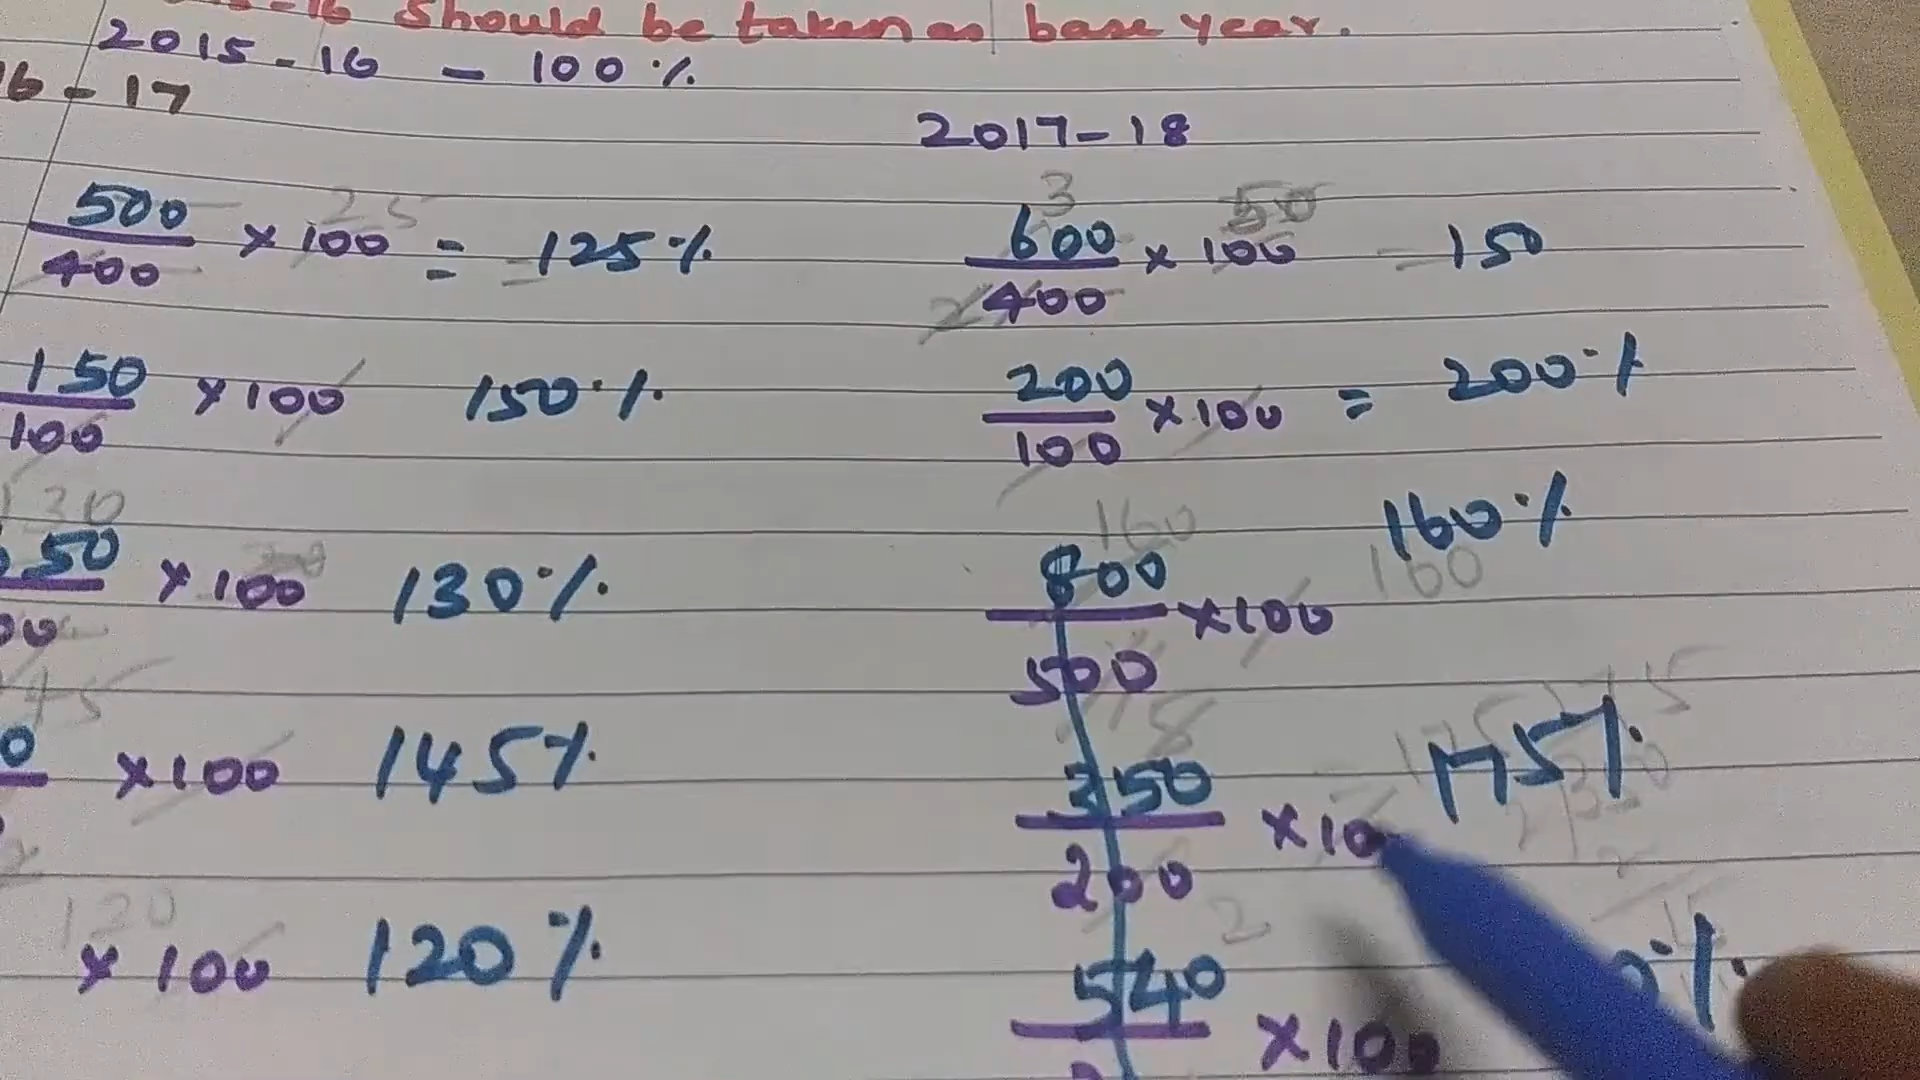 should be taken as base year.
2015-16 - 100%
16-17
2017-18
500/400 × 100 = 125%
600/400 × 100 - 150
150/100 × 100 150%
200/100 × 100 = 200%
50 × 100 130%
800/500 × 100 160%
0 × 100 145%
350/200 × 10 175%
× 100 120%
540 × 100 0%